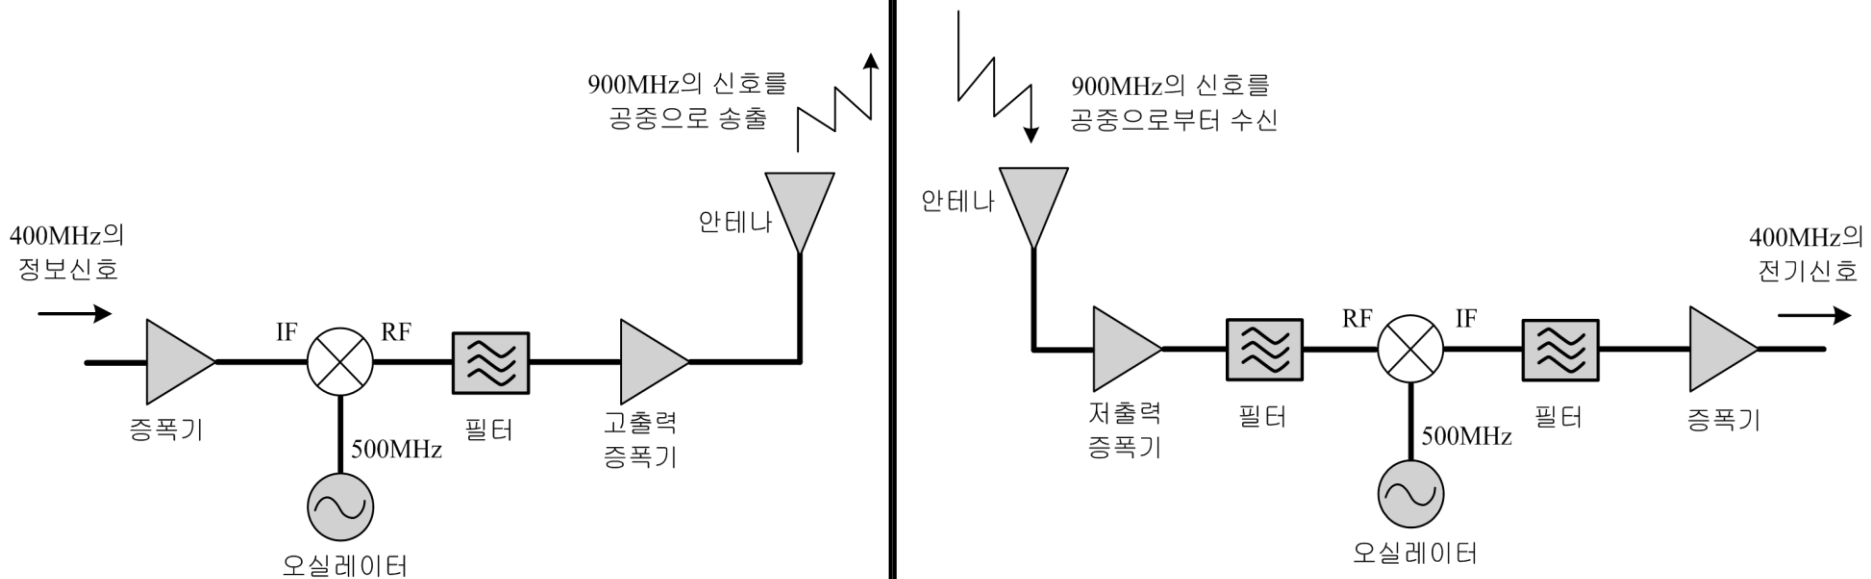 900MHz의 신호를
공중으로 송출
안테나
400MHz의
정보신호
IF
RF
증폭기
필터
고출력
증폭기
500MHz
오실레이터
900MHz의 신호를
공중으로부터 수신
안테나
400MHz의
전기신호
RF
IF
저출력
증폭기
필터
필터
증폭기
500MHz
오실레이터